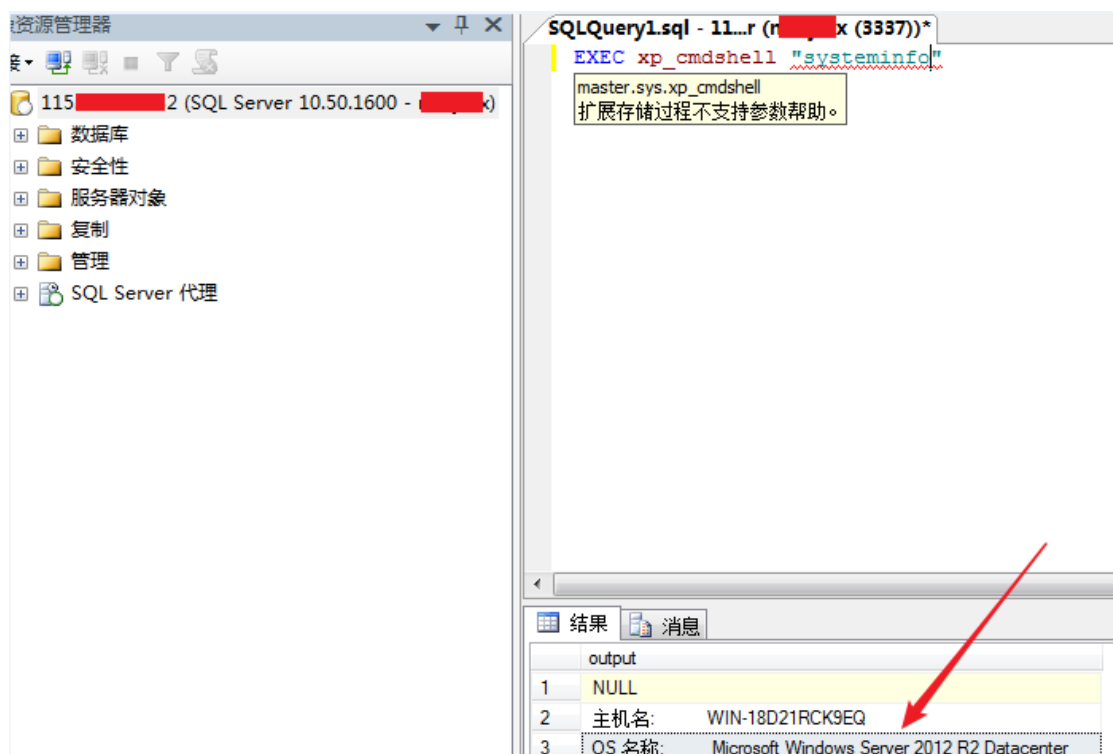 资源管理器
SQLQuery1.sql - 11...r (r x (3337))*
EXEC xp_cmdshell "systeminfo"
master.sys.xp_cmdshell
扩展存储过程不支持参数帮助。
115 2 (SQL Server 10.50.1600 - x)
数据库
安全性
服务器对象
复制
管理
SQL Server 代理
结果
消息
output
1 NULL
2 主机名: WIN-18D21RCK9EQ
3 OS 名称: Microsoft Windows Server 2012 R2 Datacenter